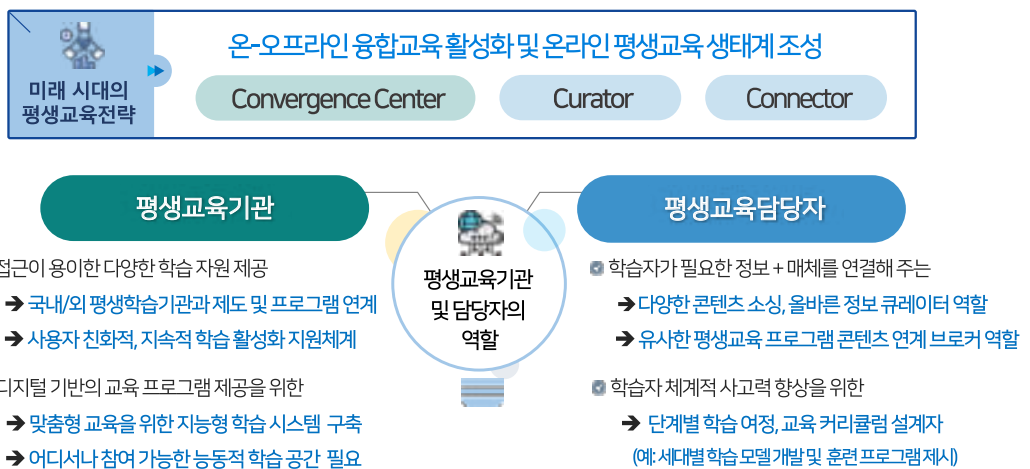 미래 시대의
평생교육전략
온-오프라인 융합교육 활성화 및 온라인 평생교육 생태계 조성
Convergence Center
Curator
Connector
평생교육기관
접근이 용이한 다양한 학습 자원 제공
➔ 국내/외 평생학습기관과 제도 및 프로그램 연계
➔ 사용자 친화적, 지속적 학습 활성화 지원체계
디지털 기반의 교육 프로그램 제공을 위한
➔ 맞춤형 교육을 위한 지능형 학습 시스템 구축
➔ 어디서나 참여 가능한 능동적 학습 공간 필요
평생교육기관
및 담당자의
역할
평생교육담당자
학습자가 필요한 정보 + 매체를 연결해 주는
➔ 다양한 콘텐츠 소싱, 올바른 정보 큐레이터 역할
➔ 유사한 평생교육 프로그램 콘텐츠 연계 브로커 역할
학습자 체계적 사고력 향상을 위한
➔ 단계별 학습 여정, 교육 커리큘럼 설계자
(예: 세대별 학습 모델 개발 및 훈련 프로그램 제시)